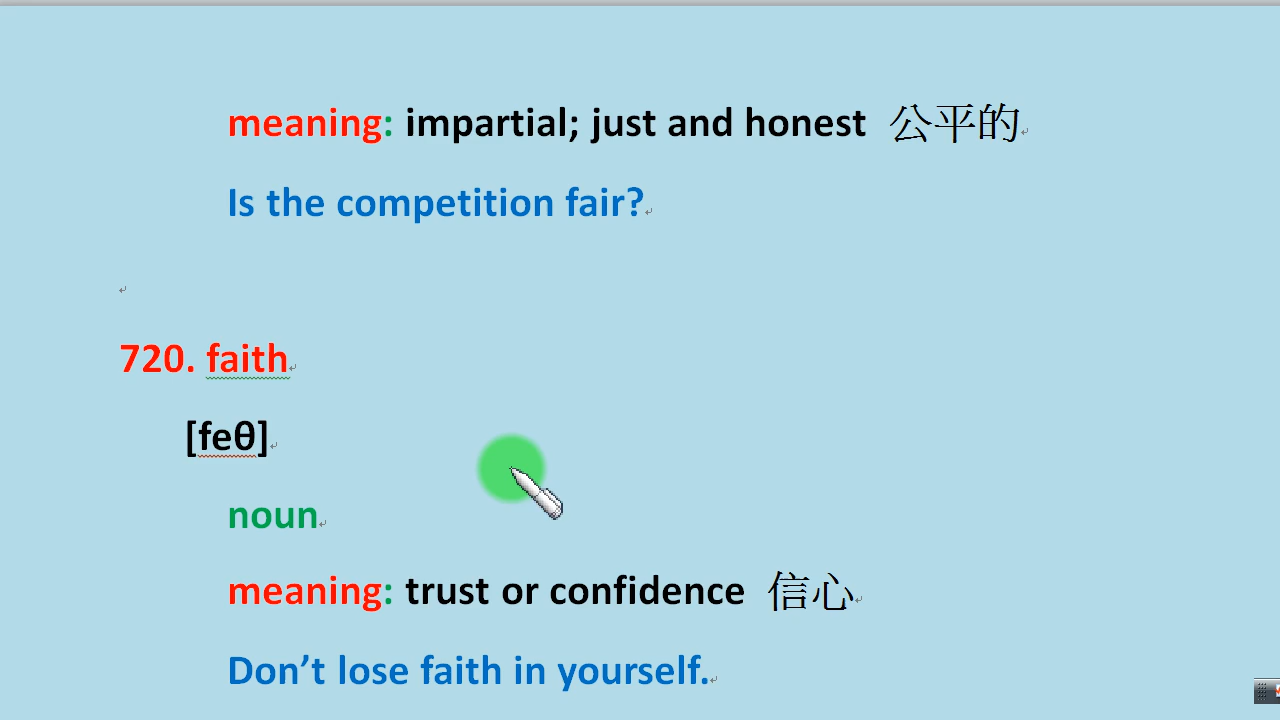 meaning: impartial; just and honest 公平的
Is the competition fair?
720. faith
[feθ]
noun
meaning: trust or confidence 信心
Don’t lose faith in yourself.